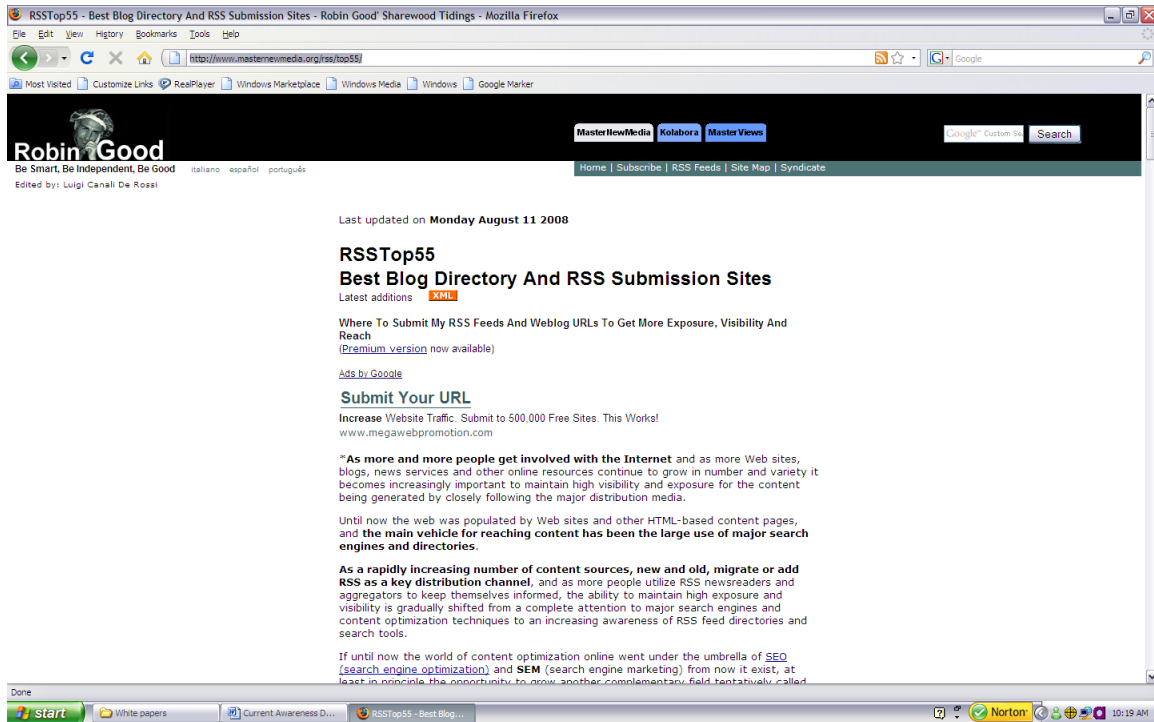 RSSTop55 - Best Blog Directory And RSS Submission Sites - Robin Good' Sharewood Tidings - Mozilla Firefox
File Edit View History Bookmarks Tools Help
http://www.masternewmedia.org/rss/top55/
Google
Most Visited Customize Links RealPlayer Windows Marketplace Windows Media Windows Google Marker
MasterNewMedia Kolabora MasterViews
Google™ Custom Se Search
Robin Good
Be Smart, Be Independent, Be Good italiano español português
Home | Subscribe | RSS Feeds | Site Map | Syndicate
Edited by: Luigi Canali De Rossi
Last updated on Monday August 11 2008
RSSTop55
Best Blog Directory And RSS Submission Sites
Latest additions XML
Where To Submit My RSS Feeds And Weblog URLs To Get More Exposure, Visibility And
Reach
(Premium version now available)
Ads by Google
Submit Your URL
Increase Website Traffic. Submit to 500,000 Free Sites. This Works!
www.megawebpromotion.com
*As more and more people get involved with the Internet and as more Web sites,
blogs, news services and other online resources continue to grow in number and variety it
becomes increasingly important to maintain high visibility and exposure for the content
being generated by closely following the major distribution media.
Until now the web was populated by Web sites and other HTML-based content pages,
and the main vehicle for reaching content has been the large use of major search
engines and directories.
As a rapidly increasing number of content sources, new and old, migrate or add
RSS as a key distribution channel, and as more people utilize RSS newsreaders and
aggregators to keep themselves informed, the ability to maintain high exposure and
visibility is gradually shifted from a complete attention to major search engines and
content optimization techniques to an increasing awareness of RSS feed directories and
search tools.
If until now the world of content optimization online went under the umbrella of SEO
(search engine optimization) and SEM (search engine marketing) from now it exist, at
least in principle the opportunity to grow another complementary field tentatively called
Done
start White papers Current Awareness D... RSSTop55 - Best Blog... Norton 10:19 AM